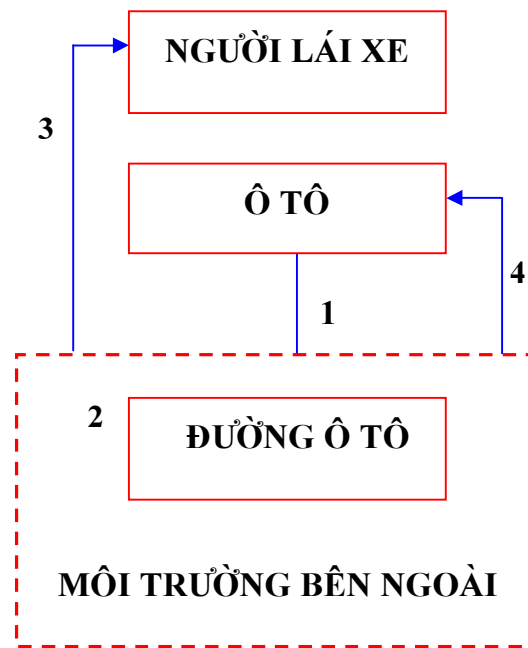 NGƯỜI LÁI XE
3
Ô TÔ
4
1
2
ĐƯỜNG Ô TÔ
MÔI TRƯỜNG BÊN NGOÀI